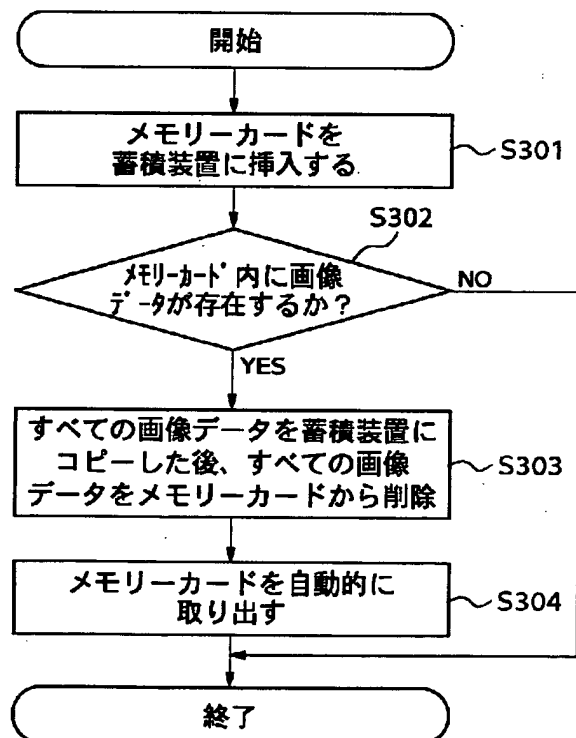 開始
メモリーカードを
蓄積装置に挿入する
S301
S302
ﾒﾓﾘｰｶｰﾄﾞ内に画像
ﾃﾞｰﾀが存在するか？
NO
YES
すべての画像データを蓄積装置に
コピーした後、すべての画像
データをメモリーカードから削除
S303
メモリーカードを自動的に
取り出す
S304
終了